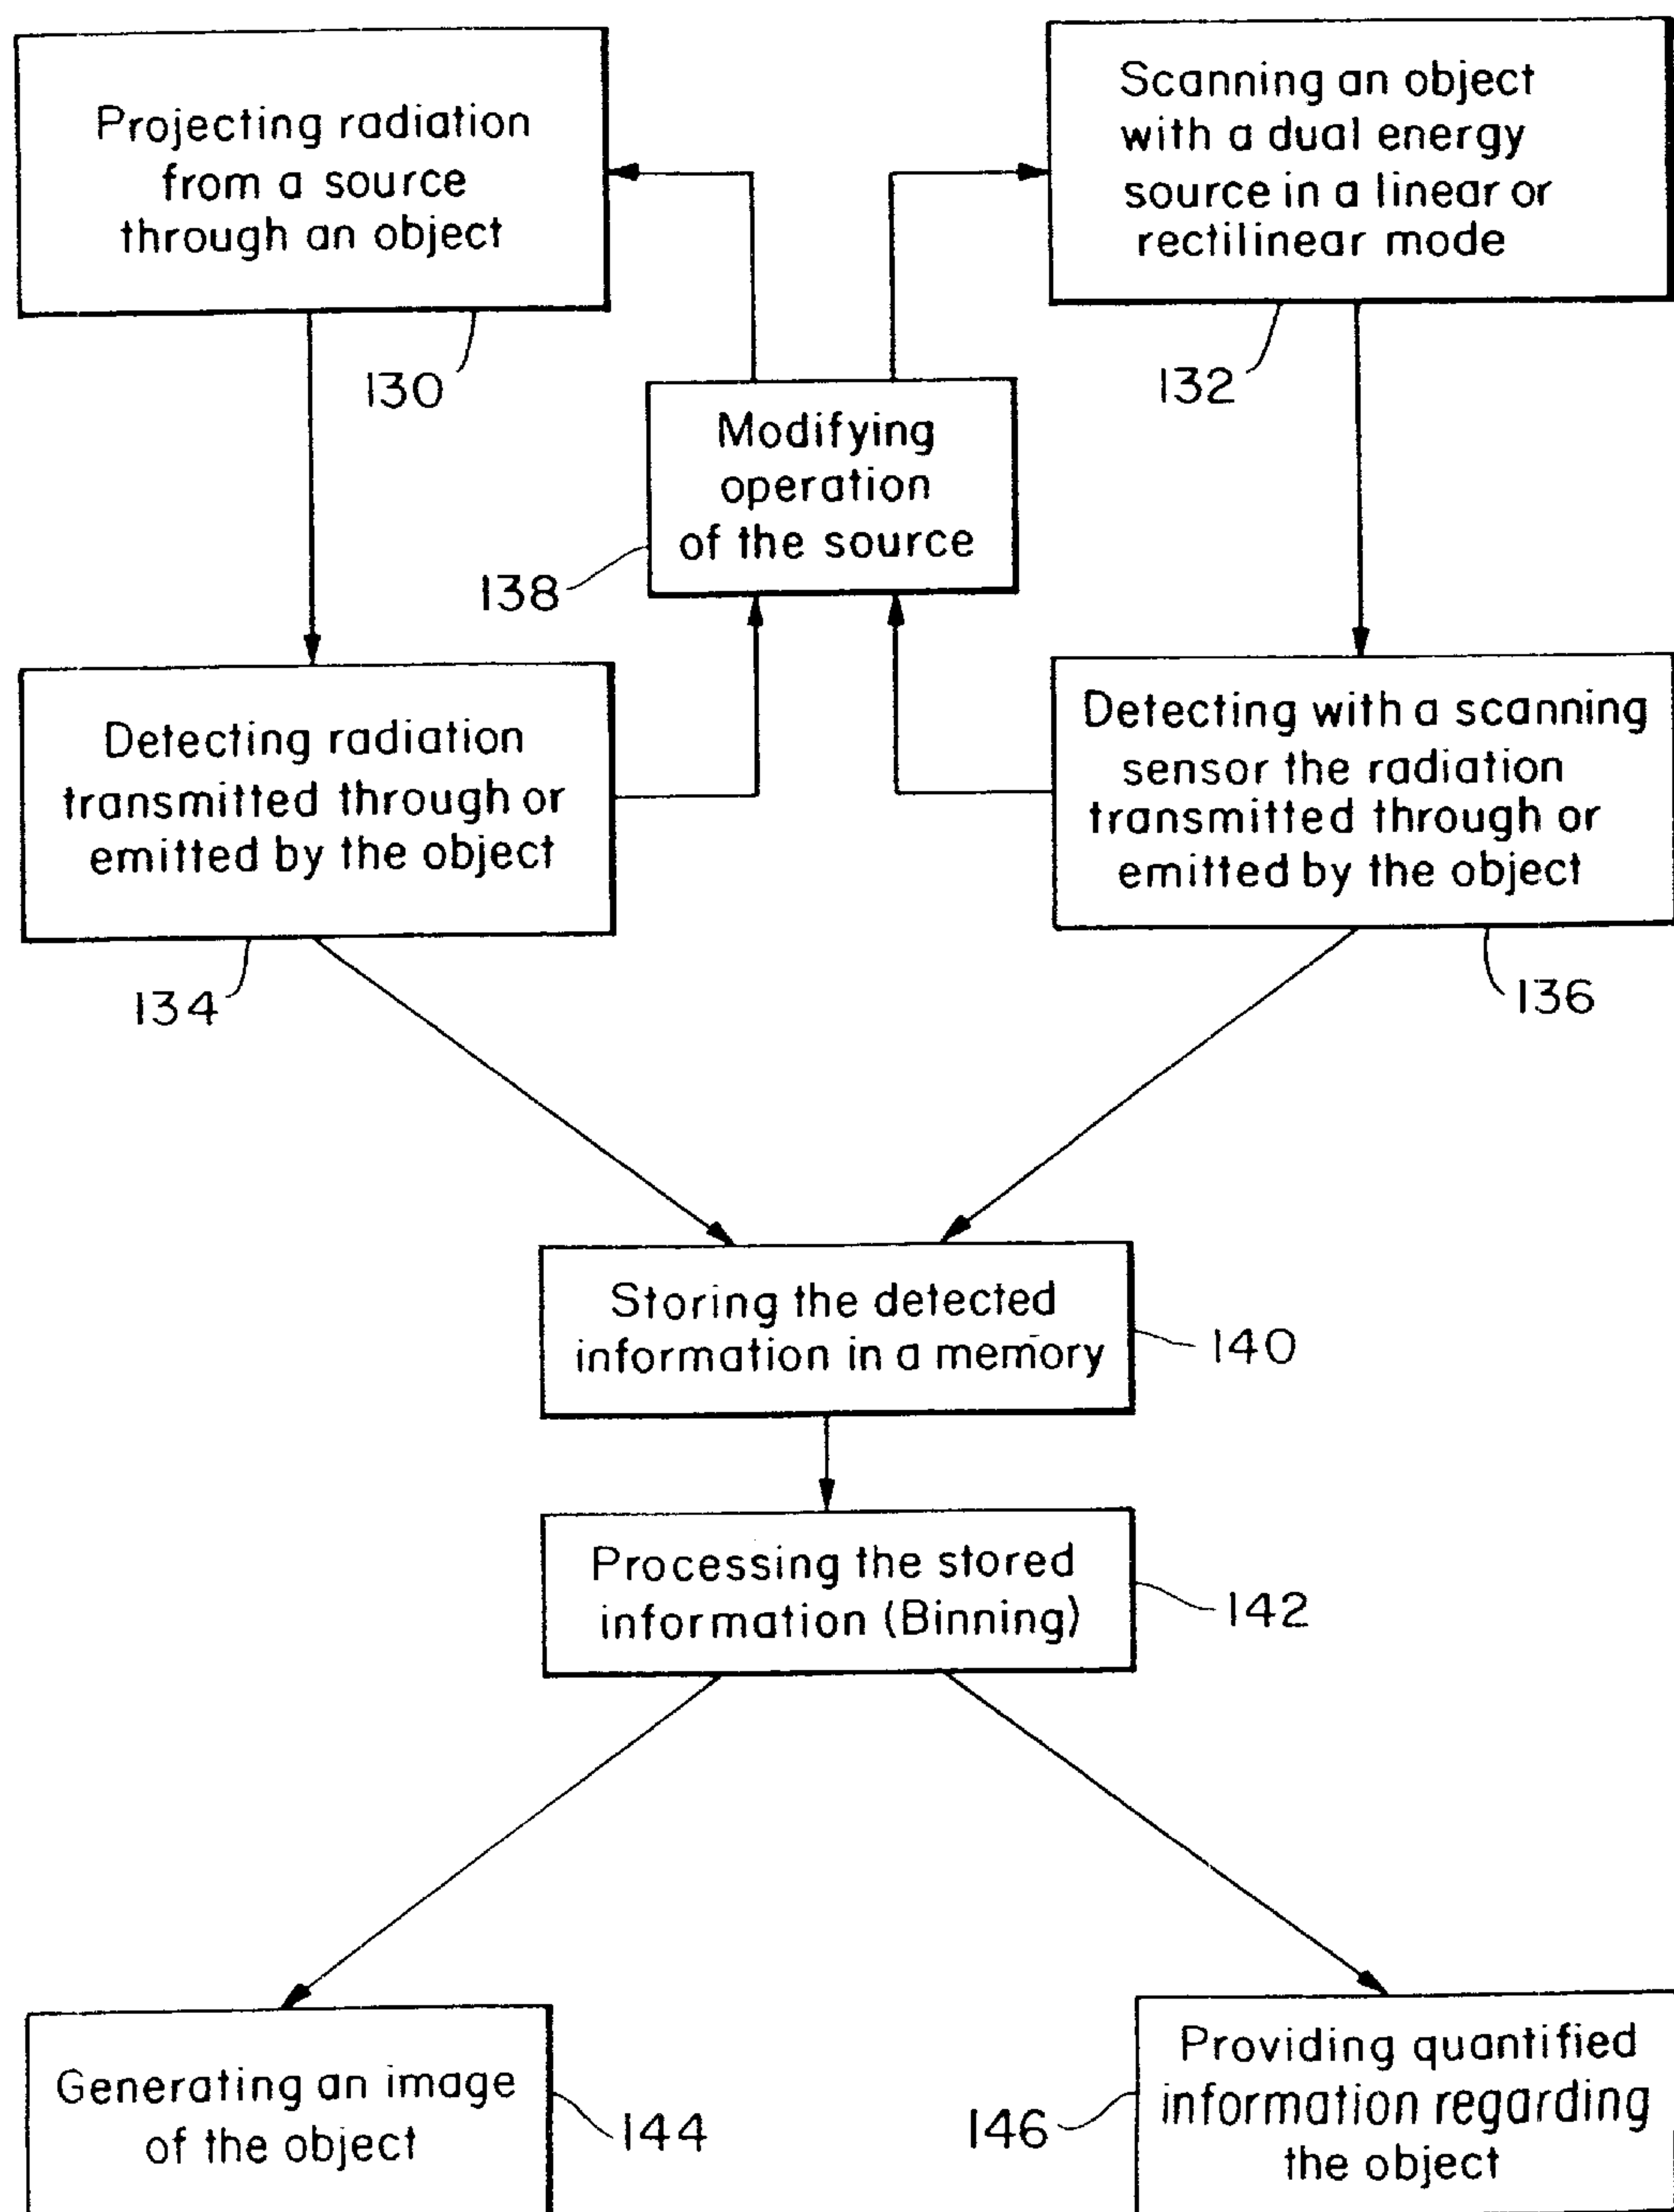 Projecting radiation
from a source
through an object
130
Scanning an object
with a dual energy
source in a linear or
rectilinear mode
132
Modifying
operation
of the source
138
Detecting radiation
transmitted through or
emitted by the object
134
Detecting with a scanning
sensor the radiation
transmitted through or
emitted by the object
136
Storing the detected
information in a memory
140
Processing the stored
information (Binning)
142
Generating an image
of the object
144
Providing quantified
information regarding
the object
146